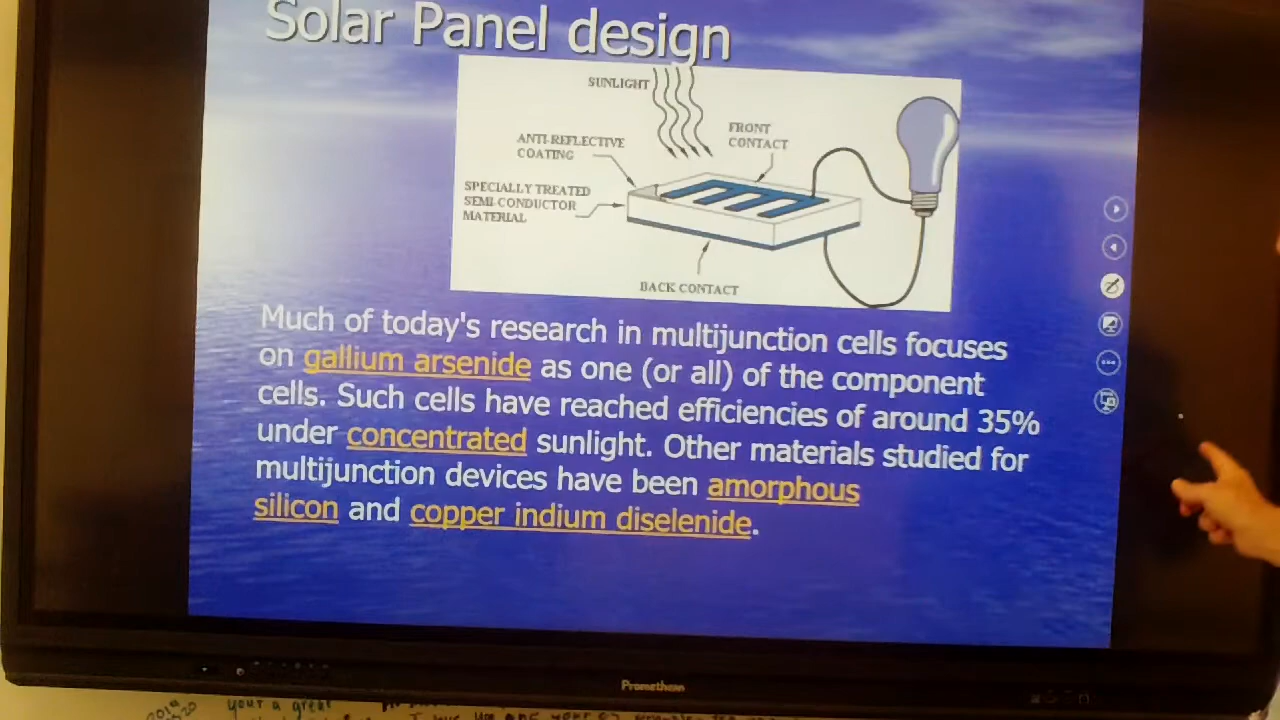 Solar Panel design
SUNLIGHT
FRONT
CONTACT
ANTI-REFLECTIVE
COATING
SPECIALLY TREATED
SEMI-CONDUCTOR
MATERIAL
BACK CONTACT
Much of today's research in multijunction cells focuses
on gallium arsenide as one (or all) of the component
cells. Such cells have reached efficiencies of around 35%
under concentrated sunlight. Other materials studied for
multijunction devices have been amorphous
silicon and copper indium diselenide.
Promethean
your a great